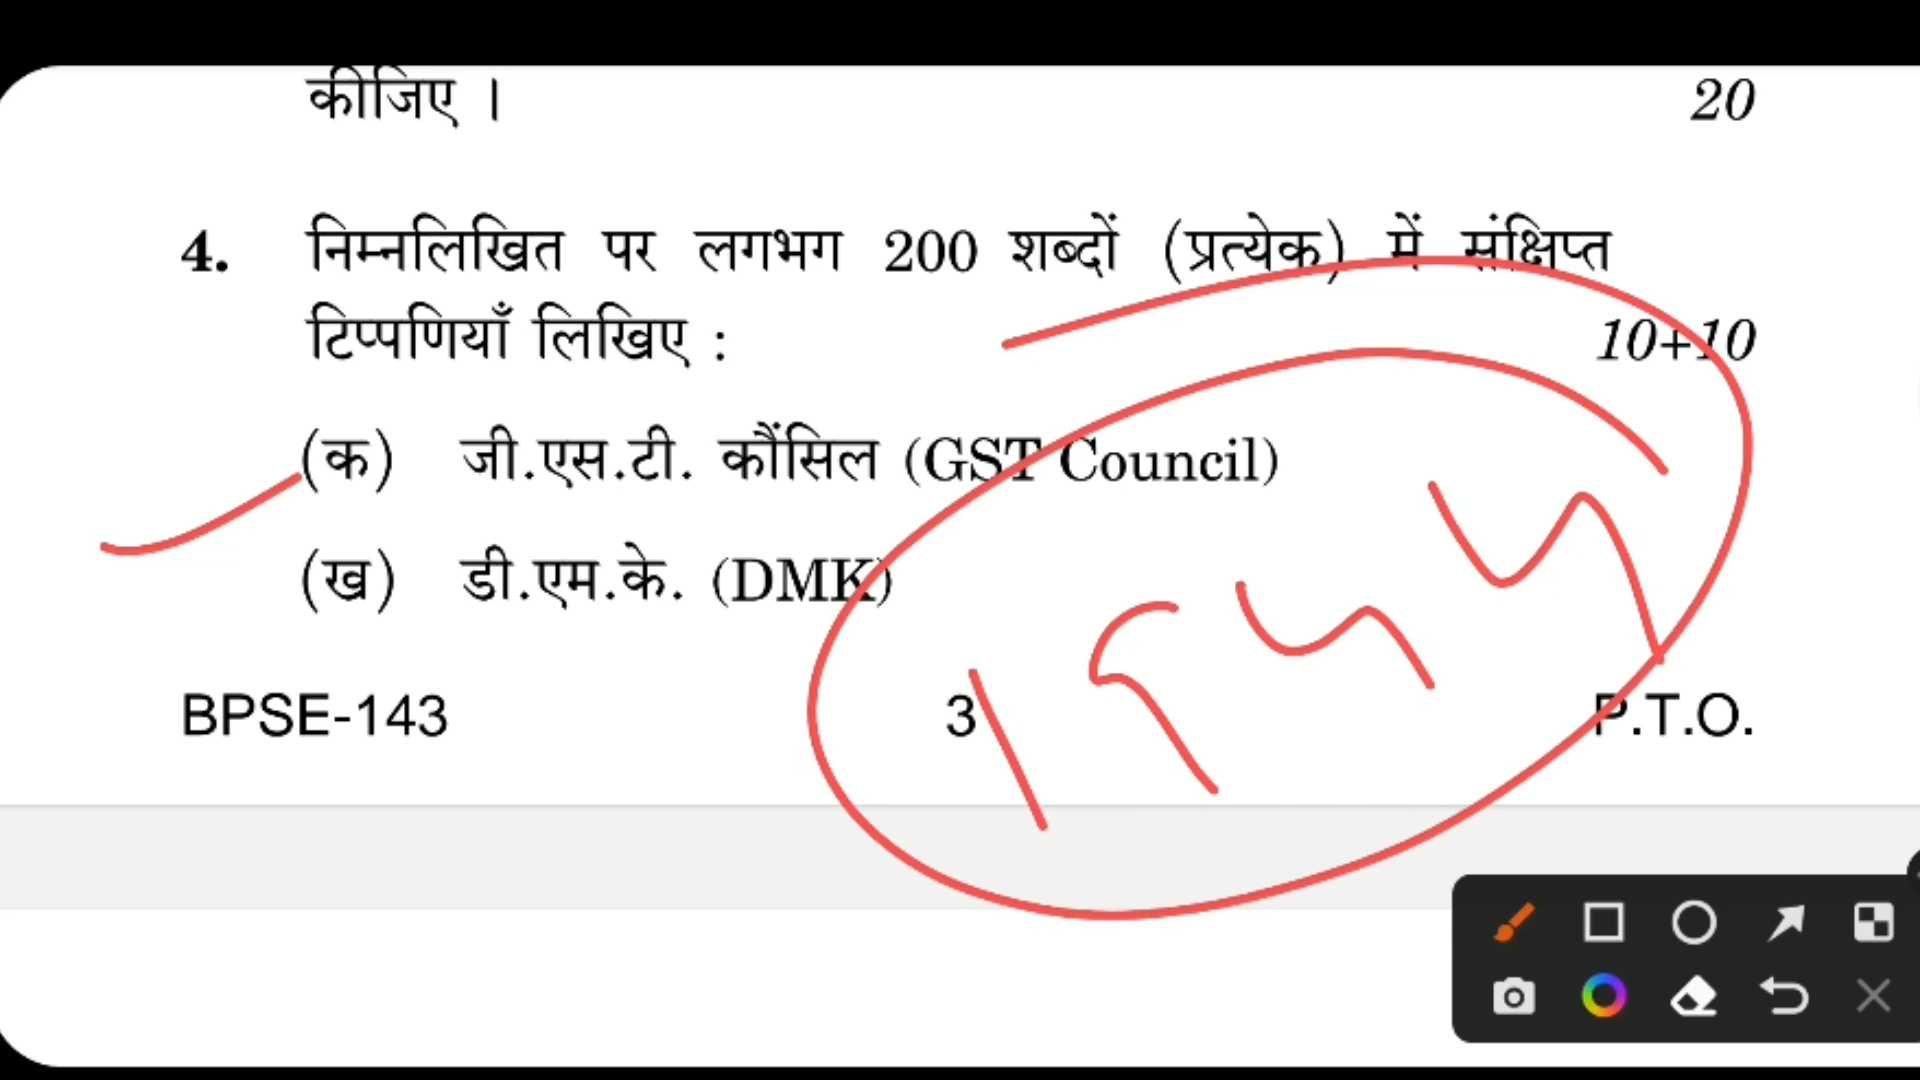 कीजिए । 20
4. निम्नलिखित पर लगभग 200 शब्दों (प्रत्येक) में संक्षिप्त
टिप्पणियाँ लिखिए : 10+10
(क) जी.एस.टी. कौंसिल (GST Council)
(ख) डी.एम.के. (DMK)
BPSE-143 3 P.T.O.